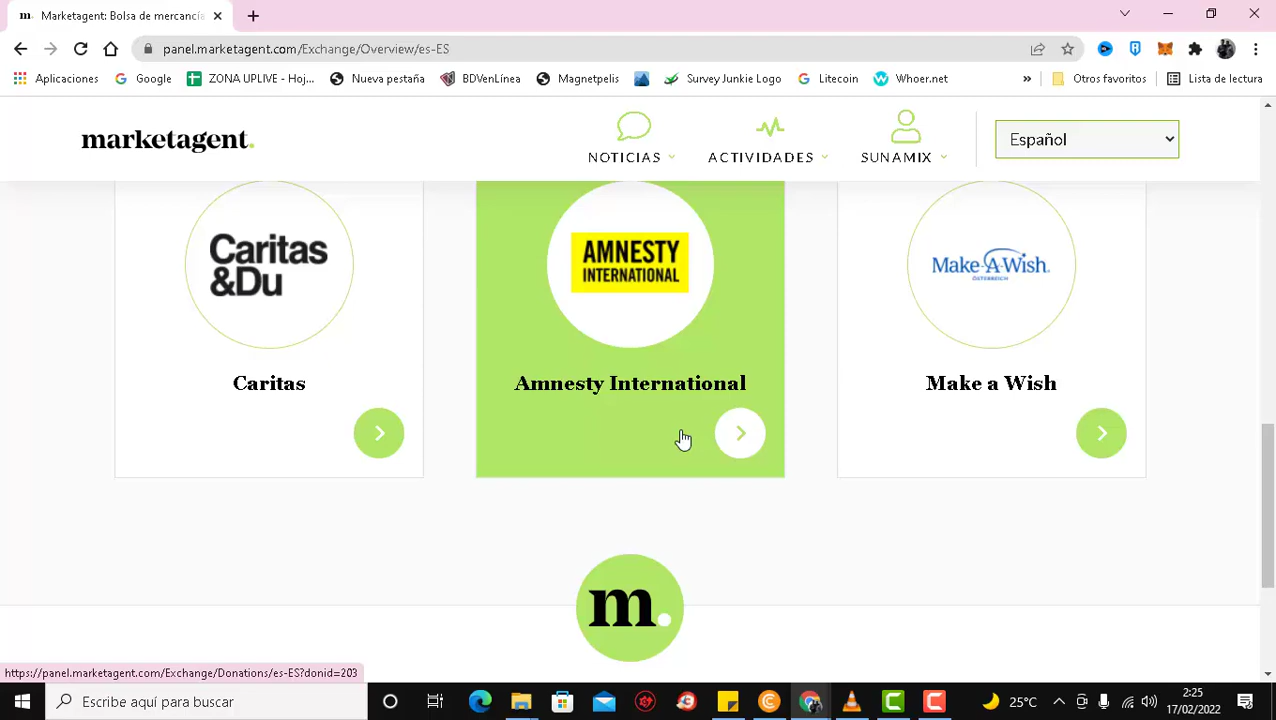 m. Marketagent: Bolsa de mercancía
panel.marketagent.com/Exchange/Overview/es-ES
Aplicaciones Google ZONA UPLIVE - Hoj... Nueva pestaña BDVenLínea Magnetpelis Survey Junkie Logo Litecoin Whoer.net » Otros favoritos Lista de lectura
marketagent. NOTICIAS ACTIVIDADES SUNAMIX Español
Caritas
&Du
AMNESTY
INTERNATIONAL
Make-A-Wish.
ÖSTERREICH
Caritas Amnesty International Make a Wish
m.
https://panel.marketagent.com/Exchange/Donations/es-ES?donid=203
Escribe aquí para buscar 25°C 2:25
17/02/2022